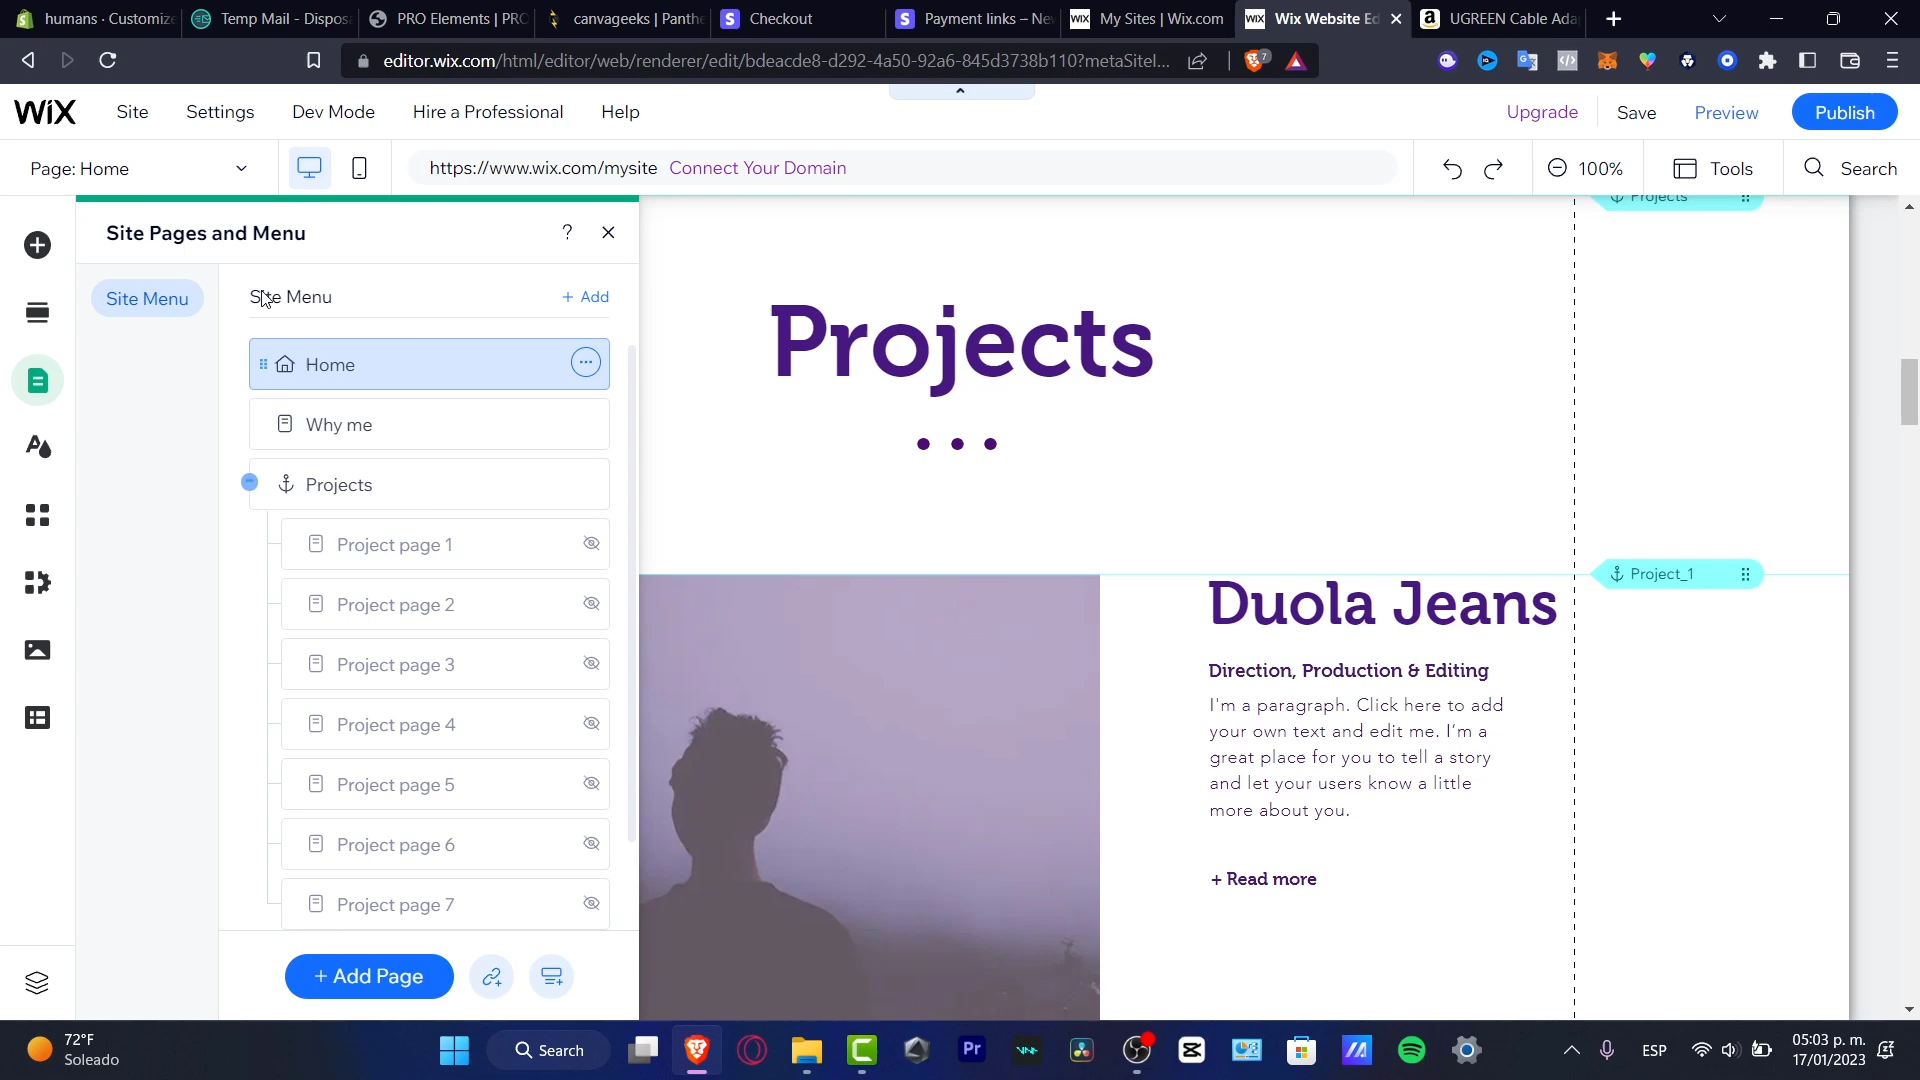 humans · Customize
Temp Mail - Dispos
PRO Elements | PRO
canvageeks | Panthe
Checkout
Payment links – Ne
My Sites | Wix.com
Wix Website Ed
UGREEN Cable Ada
editor.wix.com/html/editor/web/renderer/edit/bdeacde8-d292-4a50-92a6-845d3738b110?metaSiteI...
7
WiX
Site
Settings
Dev Mode
Hire a Professional
Help
Upgrade
Save
Preview
Publish
Page: Home
https://www.wix.com/mysite Connect Your Domain
100%
Tools
Search
Site Pages and Menu
?
Site Menu
Site Menu
+ Add
Home
Why me
Projects
Project page 1
Project page 2
Project page 3
Project page 4
Project page 5
Project page 6
Project page 7
+ Add Page
Projects
Projects
Project_1
Duola Jeans
Direction, Production & Editing
I'm a paragraph. Click here to add
your own text and edit me. I'm a
great place for you to tell a story
and let your users know a little
more about you.
+ Read more
72°F
Soleado
Search
Pr
ESP
05:03 p. m.
17/01/2023